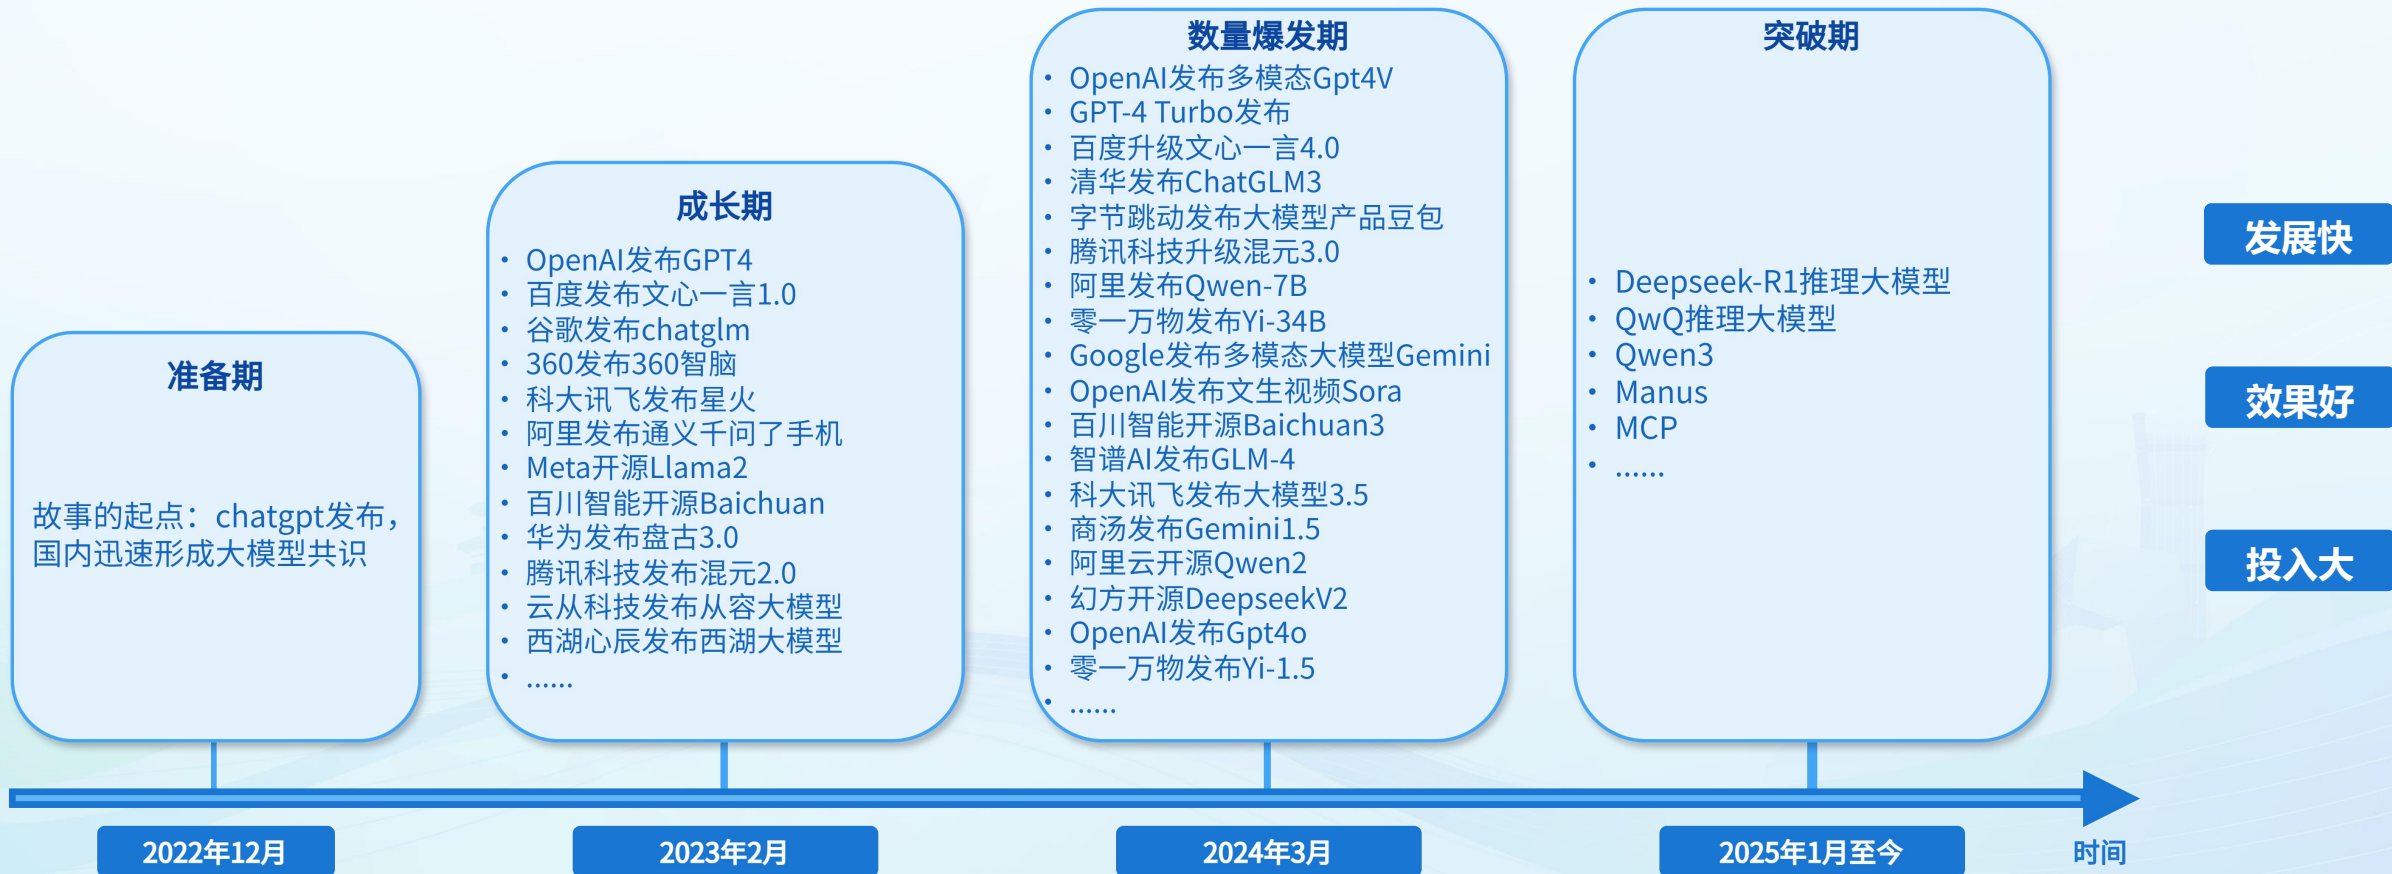 准备期
故事的起点：chatgpt发布，
国内迅速形成大模型共识
成长期
• OpenAI发布GPT4
• 百度发布文心一言1.0
• 谷歌发布chatglm
• 360发布360智脑
• 科大讯飞发布星火
• 阿里发布通义千问了手机
• Meta开源Llama2
• 百川智能开源Baichuan
• 华为发布盘古3.0
• 腾讯科技发布混元2.0
• 云从科技发布从容大模型
• 西湖心辰发布西湖大模型
• ......
数量爆发期
• OpenAI发布多模态Gpt4V
• GPT-4 Turbo发布
• 百度升级文心一言4.0
• 清华发布ChatGLM3
• 字节跳动发布大模型产品豆包
• 腾讯科技升级混元3.0
• 阿里发布Qwen-7B
• 零一万物发布Yi-34B
• Google发布多模态大模型Gemini
• OpenAI发布文生视频Sora
• 百川智能开源Baichuan3
• 智谱AI发布GLM-4
• 科大讯飞发布大模型3.5
• 商汤发布Gemini1.5
• 阿里云开源Qwen2
• 幻方开源DeepseekV2
• OpenAI发布Gpt4o
• 零一万物发布Yi-1.5
• ......
突破期
• Deepseek-R1推理大模型
• QwQ推理大模型
• Qwen3
• Manus
• MCP
• ......
发展快
效果好
投入大
2022年12月
2023年2月
2024年3月
2025年1月至今
时间